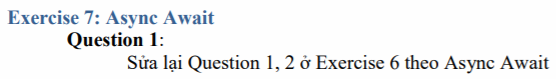 Exercise 7: Async Await
Question 1:
Sửa lại Question 1, 2 ở Exercise 6 theo Async Await